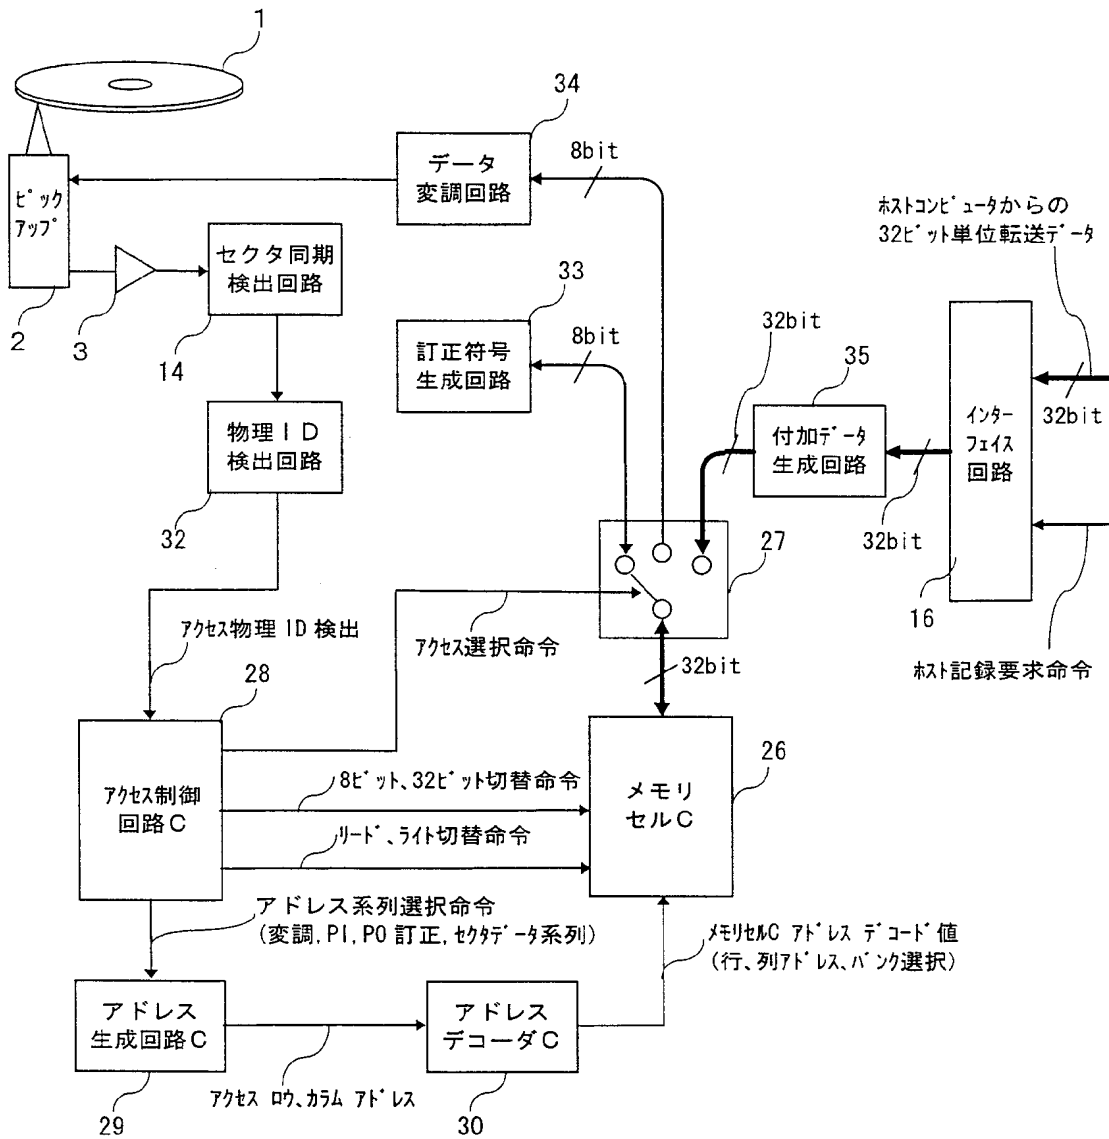 1
34
データ
変調回路
8bit
ピック
アップ
2
3
セクタ同期
検出回路
14
33
訂正符号
生成回路
8bit
ホストコンピュータからの
32ビット単位転送データ
32bit
32bit
35
付加データ
生成回路
32bit
インター
フェイス
回路
16
物理ID
検出回路
32
27
アクセス物理ID検出
アクセス選択命令
ホスト記録要求命令
32bit
28
アクセス制御
回路C
8ビット、32ビット切替命令
リード、ライト切替命令
メモリ
セルC
26
アドレス系列選択命令
(変調,PI,PO訂正,セクタデータ系列)
メモリセルC アドレス デコード値
(行、列アドレス、バンク選択)
アドレス
生成回路C
29
アクセス ロウ、カラム アドレス
アドレス
デコーダC
30